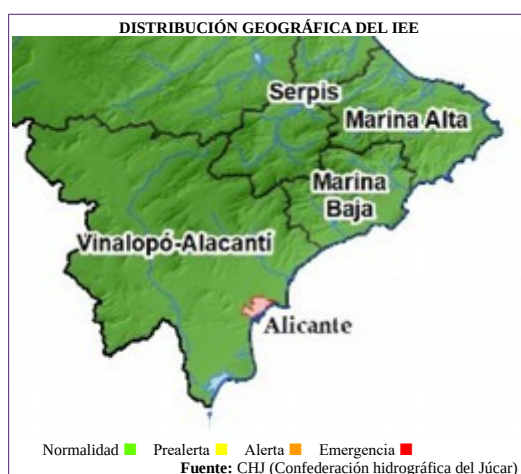 DISTRIBUCIÓN GEOGRÁFICA DEL IEE
Serpis
Marina Alta
Marina
Baja
Vinalopó-Alacantí
Alicante
Normalidad Prealerta Alerta Emergencia
Fuente: CHJ (Confederación hidrográfica del Júcar)